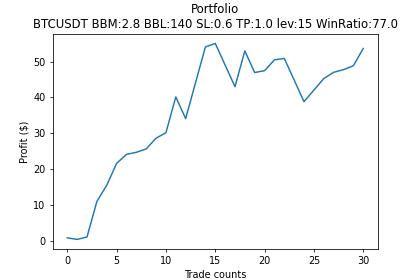 Portfolio
BTCUSDT BBM:2.8 BBL:140 SL:0.6 TP:1.0 lev:15 WinRatio:77.0
Profit ($)
50
40
30
20
10
0
0 5 10 15 20 25 30
Trade counts